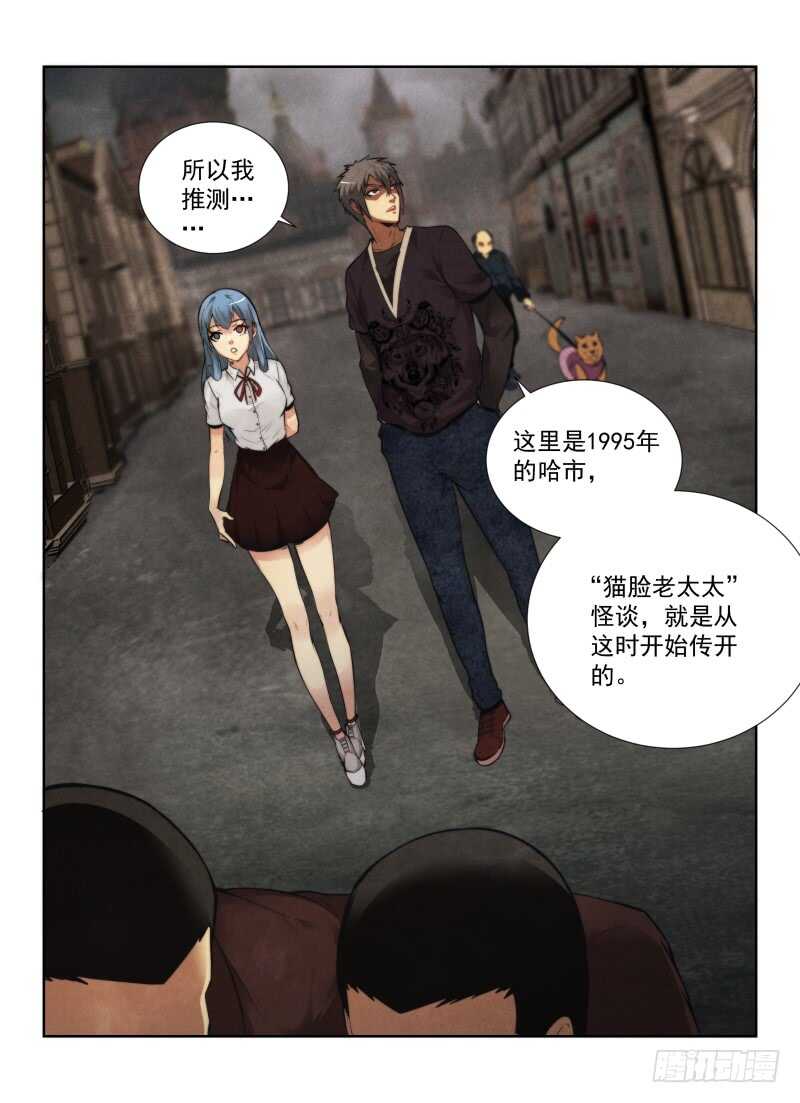 所以我
推测……
……
这里是1995年
的哈市，
“猫脸老太太”
怪谈，就是从
这时开始传开
的。
腾讯动漫